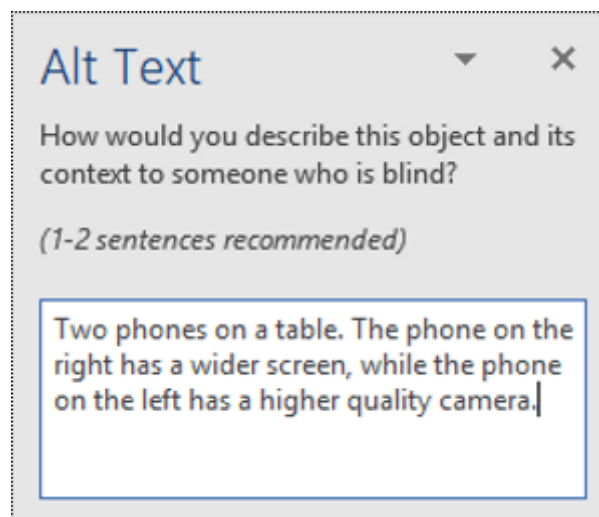 Alt Text
How would you describe this object and its
context to someone who is blind?
(1-2 sentences recommended)
Two phones on a table. The phone on the
right has a wider screen, while the phone
on the left has a higher quality camera.